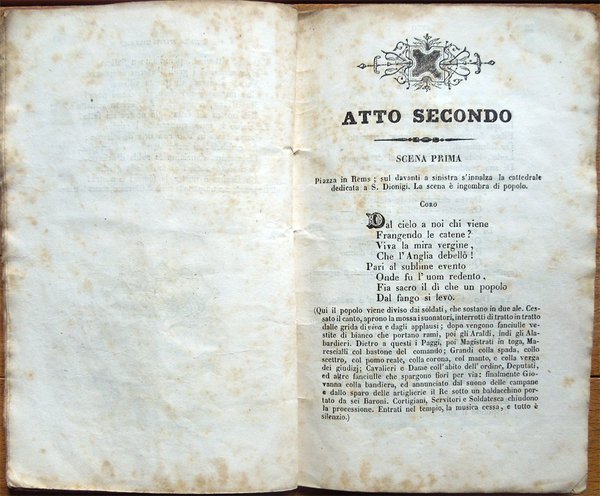 ATTO SECONDO
SCENA PRIMA
Piazza in Rems ; sul davanti a sinistra s'innalza la cattedrale
dedicata a S. Dionigi. La scena è ingombra di popolo.
CORO
Dal cielo a noi chi viene
Frangendo le catene?
Viva la mira vergine,
Che l'Anglia debellò!
Pari al sublime evento
Onde fu l'uom redento,
Fia sacro il dì che un popolo
Dal fango si levò.
(Qui il popolo viene diviso dai soldati, che sostano in due ale. Ces-
sato il canto, aprono la mossa i suonatori, interrotti di tratto in tratto
dalle grida di viva e dagli applausi; dopo vengono fanciulle ve-
stite di bianco che portano rami, poi gli Araldi, indi gli Ala-
bardieri. Dietro a questi i Paggi, poi Magistrati in toga, Ma-
rescialli col bastone del comando; Grandi colla spada, collo
scettro, col pomo reale, colla corona, col manto, e colla verga
dei giudizj; Cavalieri e Dame coll'abito dell'ordine, Deputati,
ed altre fanciulle che spargono fiori per via: finalmente Gio-
vanna colla bandiera, ed annunciato dal suono delle campane
e dallo sparo delle artiglierie il Re sotto un baldacchino por-
tato da sei Baroni. Cortigiani, Servitori e Soldatesca chiudono
la processione. Entrati nel tempio, la musica cessa, e tutto è
silenzio.)